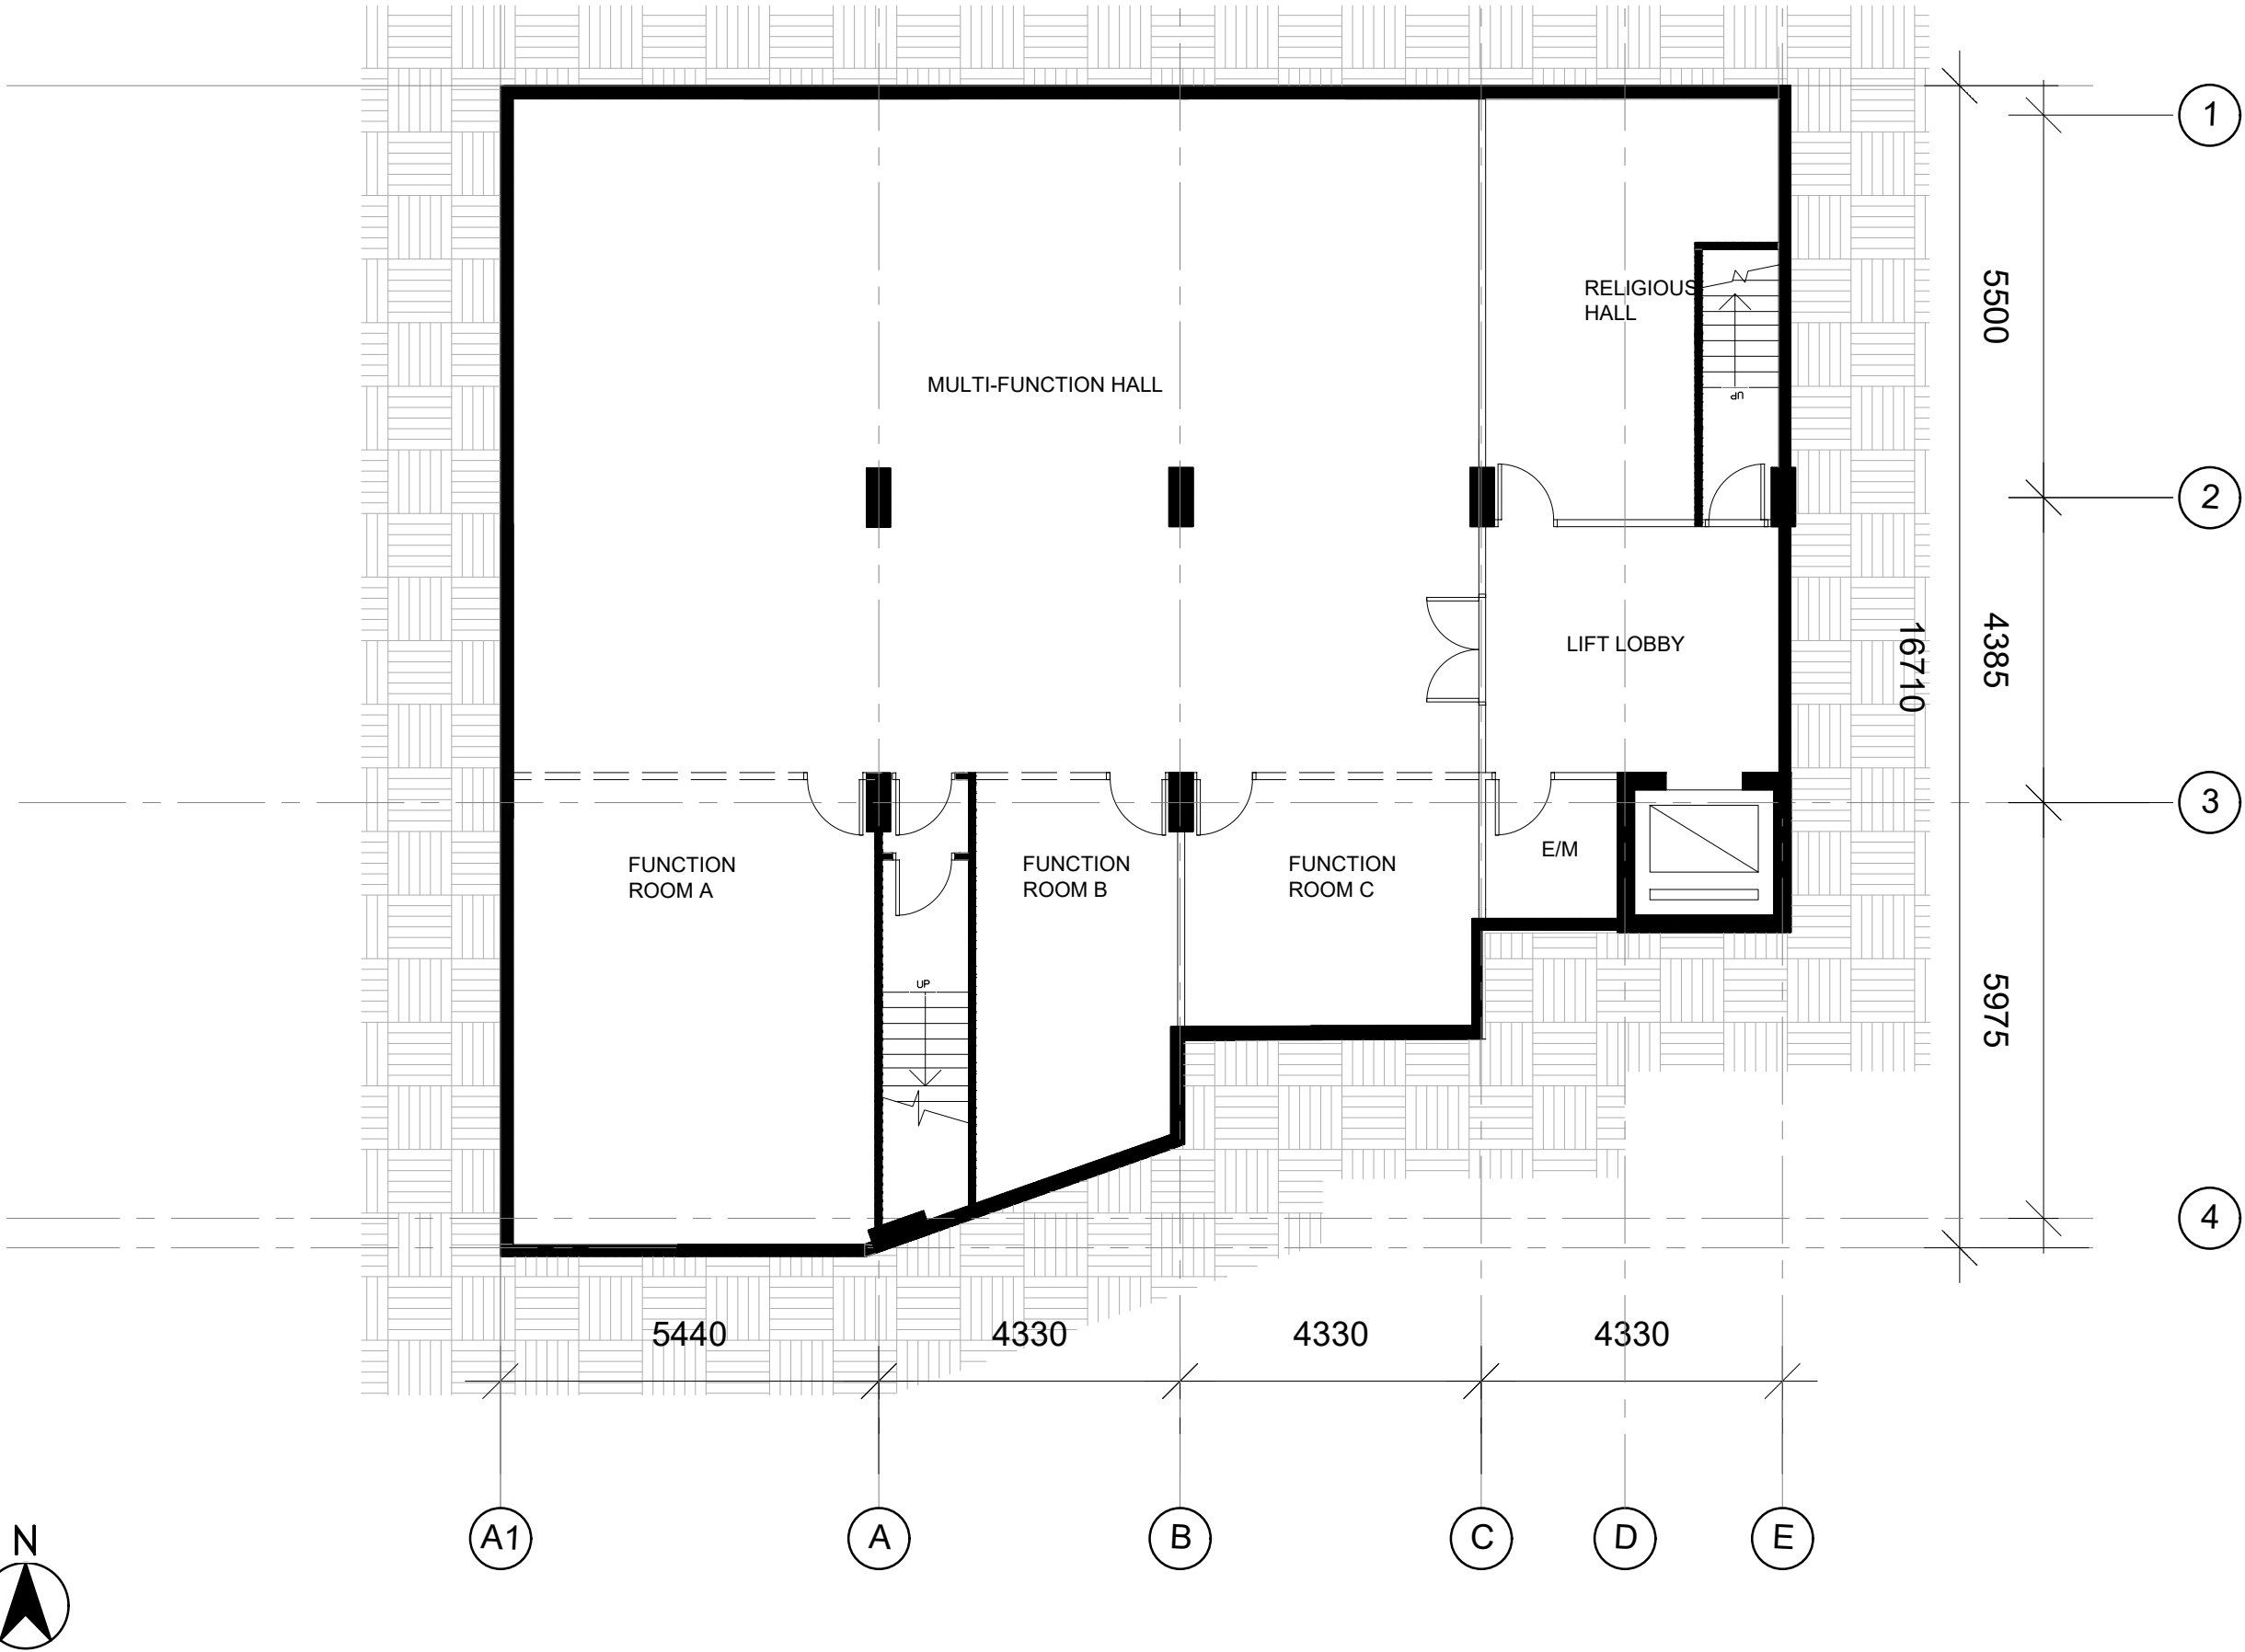 1
5500
RELIGIOUS
HALL
MULTI-FUNCTION HALL
UP
2
4385
16710
LIFT LOBBY
3
E/M
FUNCTION
ROOM A
FUNCTION
ROOM B
FUNCTION
ROOM C
UP
5975
4
5440
4330
4330
4330
A1
A
B
C
D
E
N